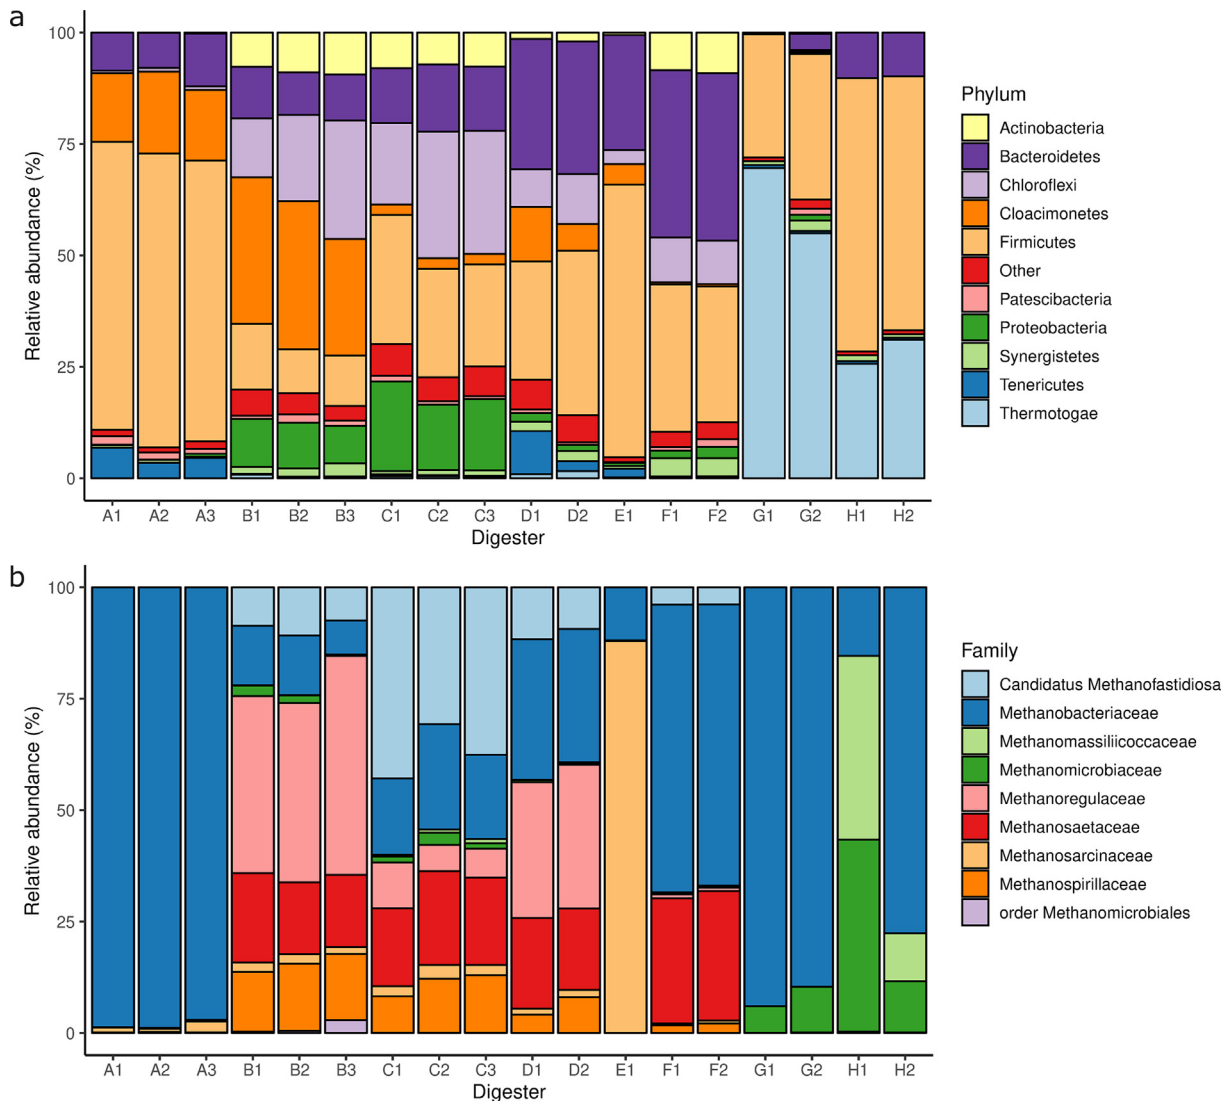 a
Relative abundance (%)
100
75
50
25
0
A1 A2 A3 B1 B2 B3 C1 C2 C3 D1 D2 E1 F1 F2 G1 G2 H1 H2
Digester
Phylum
Actinobacteria
Bacteroidetes
Chloroflexi
Cloacimonetes
Firmicutes
Other
Patescibacteria
Proteobacteria
Synergistetes
Tenericutes
Thermotogae
b
Relative abundance (%)
100
75
50
25
0
A1 A2 A3 B1 B2 B3 C1 C2 C3 D1 D2 E1 F1 F2 G1 G2 H1 H2
Digester
Family
Candidatus Methanofastidiosa
Methanobacteriaceae
Methanomassiliicoccaceae
Methanomicrobiaceae
Methanoregulaceae
Methanosaetaceae
Methanosarcinaceae
Methanospirillaceae
order Methanomicrobiales